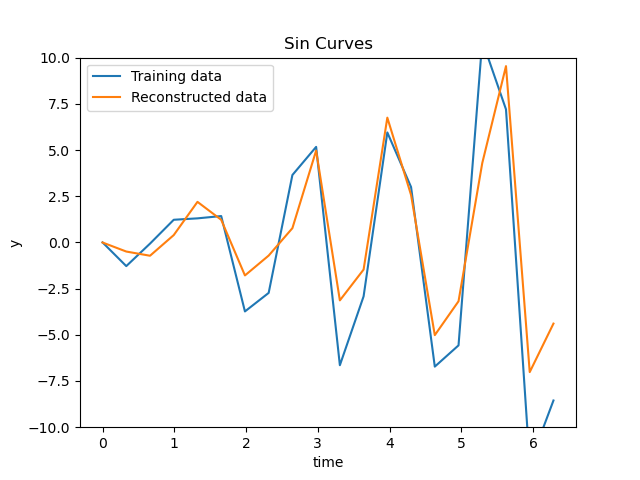 Sin Curves
Training data
Reconstructed data
10.0
7.5
5.0
2.5
0.0
−2.5
−5.0
−7.5
−10.0
y
0 1 2 3 4 5 6
time